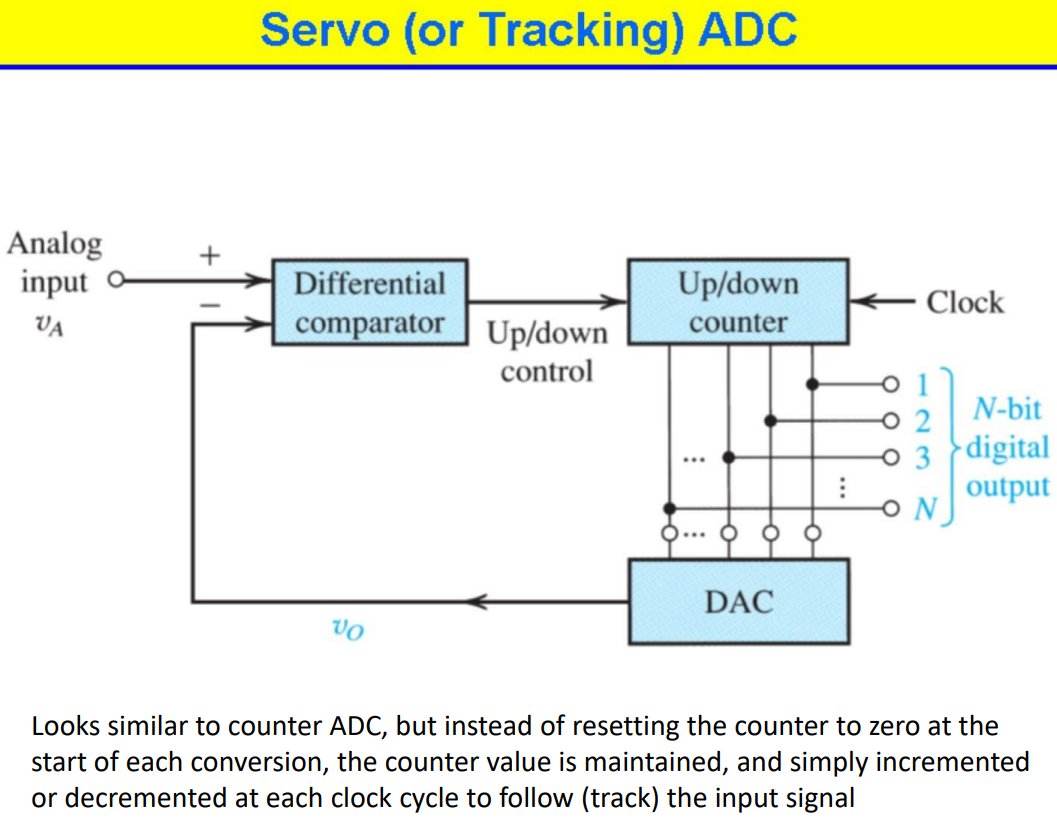 Servo (or Tracking) ADC
Analog
input
v_A
+
−
Differential
comparator
Up/down
control
Up/down
counter
Clock
1
2
3
...
⋮
N
N-bit
digital
output
...
DAC
v_O
Looks similar to counter ADC, but instead of resetting the counter to zero at the
start of each conversion, the counter value is maintained, and simply incremented
or decremented at each clock cycle to follow (track) the input signal